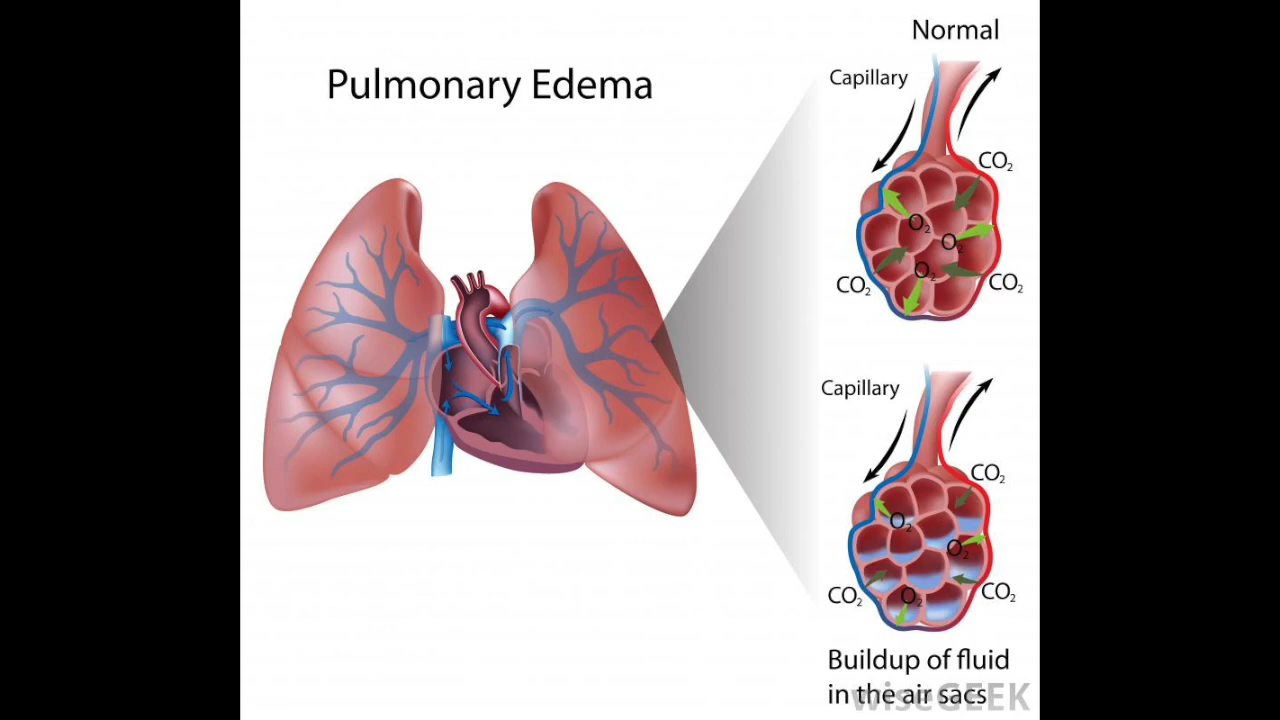 Pulmonary Edema
Normal
Capillary
CO2
O2
O2
O2
CO2
CO2
Capillary
CO2
O2
O2
O2
CO2
CO2
Buildup of fluid
in the air sacs
wiseGEEK